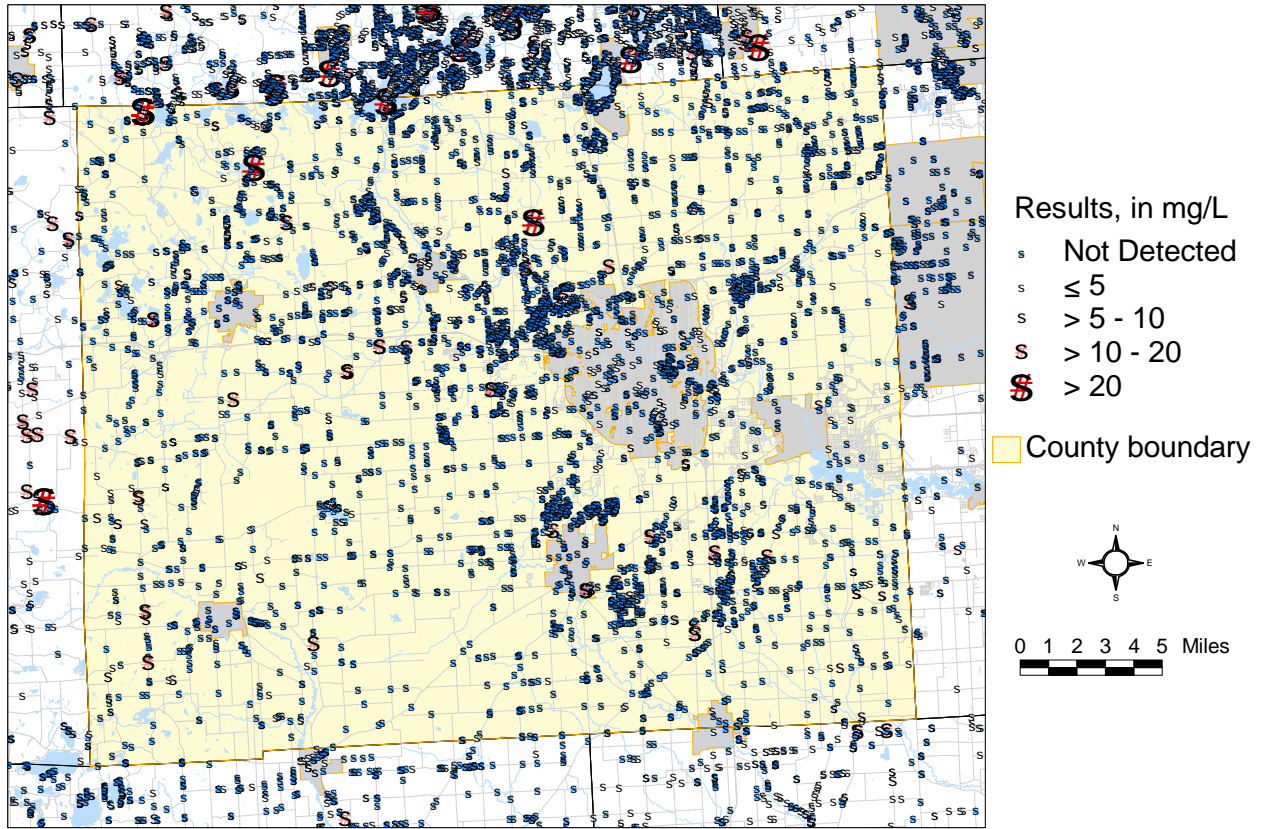 Results, in mg/L
s Not Detected
s ≤ 5
s > 5 - 10
s > 10 - 20
S # > 20
County boundary
N
W E
S
0 1 2 3 4 5 Miles